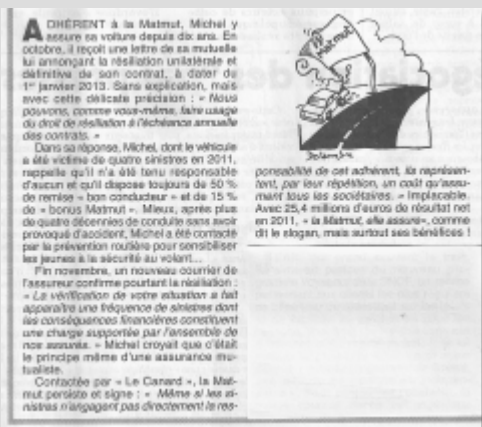 ADHÉRENT à la Matmut, Michel y
assure sa voiture depuis dix ans. En
octobre, il reçoit une lettre de sa mutuelle
lui annonçant la résiliation unilatérale et
définitive de son contrat, à dater du
1er janvier 2013. Sans explication, mais
avec cette délicate précision : « Nous
pouvons, comme vous-même, faire usage
du droit de résiliation à l'échéance annuelle
des contrats. »
Dans sa réponse, Michel, dont le véhicule
a été victime de quatre sinistres en 2011,
rappelle qu'il n'a été tenu responsable
d'aucun et qu'il dispose toujours de 50 %
de remise « bon conducteur » et de 15 %
de « bonus Matmut ». Mieux, après plus
de quatre décennies de conduite sans avoir
provoqué d'accident, Michel a été contacté
par la prévention routière pour sensibiliser
les jeunes à la sécurité au volant...
Fin novembre, un nouveau courrier de
l'assureur confirme pourtant la résiliation :
« La vérification de votre situation a fait
apparaître une fréquence de sinistres dont
les conséquences financières constituent
une charge supportée par l'ensemble de
nos assurés. » Michel croyait que c'était
le principe même d'une assurance mu-
tualiste.
Contactée par « Le Canard », la Mat-
mut persiste et signe : « Même si les si-
nistres n'engagent pas directement la res-
Matmut
Delambre
ponsabilité de cet adhérent, ils représen-
tent, par leur répétition, un coût qu'assu-
ment tous les sociétaires. » Implacable.
Avec 25,4 millions d'euros de résultat net
en 2011, « la Matmut, elle assure », comme
dit le slogan, mais surtout ses bénéfices !